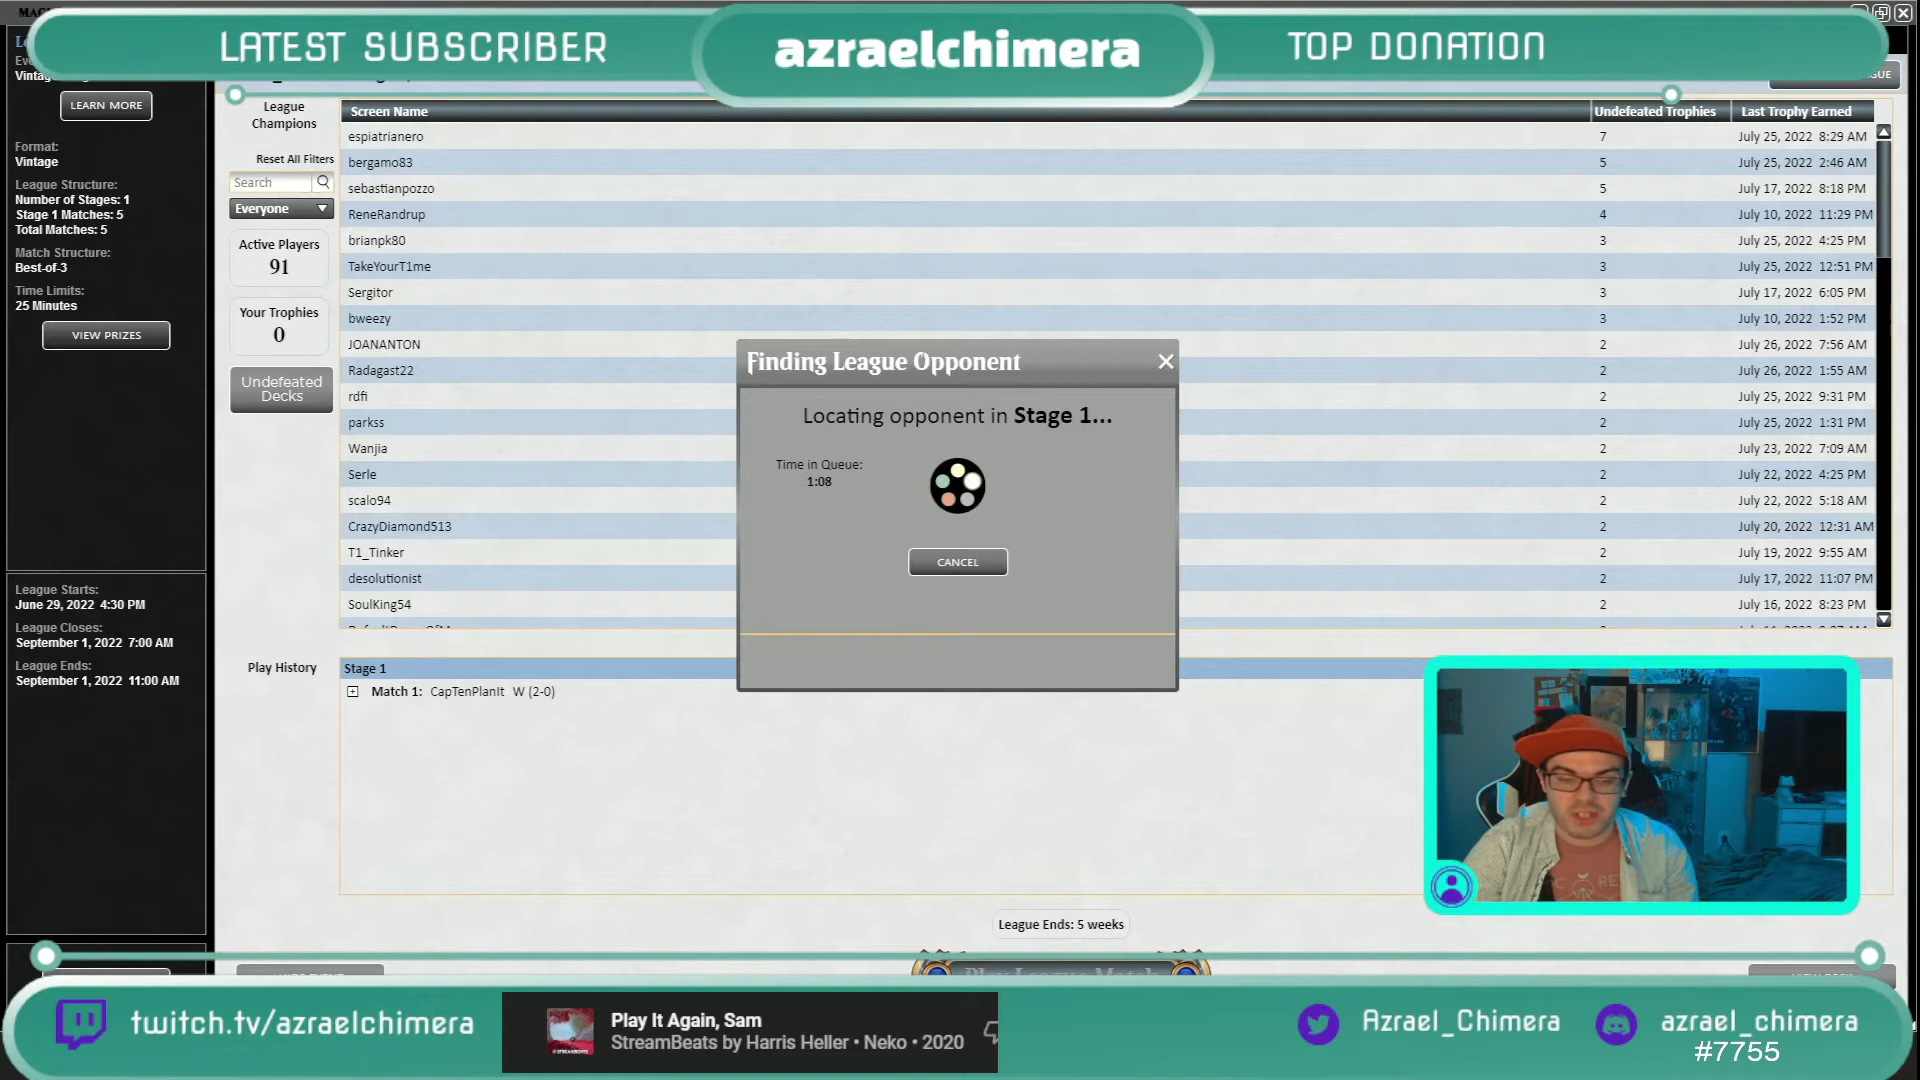 MAG
LATEST SUBSCRIBER
azraelchimera
TOP DONATION
Vintag
LEARN MORE
Format:
Vintage
League Structure:
Number of Stages: 1
Stage 1 Matches: 5
Total Matches: 5
Match Structure:
Best-of-3
Time Limits:
25 Minutes
VIEW PRIZES
League Starts:
June 29, 2022 4:30 PM
League Closes:
September 1, 2022 7:00 AM
League Ends:
September 1, 2022 11:00 AM
League
Champions
Reset All Filters
Search
Everyone
Active Players
91
Your Trophies
0
Undefeated
Decks
Screen Name Undefeated Trophies Last Trophy Earned
espiatrianero 7 July 25, 2022 8:29 AM
bergamo83 5 July 25, 2022 2:46 AM
sebastianpozzo 5 July 17, 2022 8:18 PM
ReneRandrup 4 July 10, 2022 11:29 PM
brianpk80 3 July 25, 2022 4:25 PM
TakeYourT1me 3 July 25, 2022 12:51 PM
Sergitor 3 July 17, 2022 6:05 PM
bweezy 3 July 10, 2022 1:52 PM
JOANANTON 2 July 26, 2022 7:56 AM
Radagast22 2 July 26, 2022 1:55 AM
rdfi 2 July 25, 2022 9:31 PM
parkss 2 July 25, 2022 1:31 PM
Wanjia 2 July 23, 2022 7:09 AM
Serle 2 July 22, 2022 4:25 PM
scalo94 2 July 22, 2022 5:18 AM
CrazyDiamond513 2 July 20, 2022 12:31 AM
T1_Tinker 2 July 19, 2022 9:55 AM
desolutionist 2 July 17, 2022 11:07 PM
SoulKing54 2 July 16, 2022 8:23 PM
Finding League Opponent
Locating opponent in Stage 1...
Time in Queue:
1:08
CANCEL
Play History
Stage 1
Match 1: CapTenPlanIt W (2-0)
League Ends: 5 weeks
Play League Match
twitch.tv/azraelchimera
Play It Again, Sam
StreamBeats by Harris Heller • Neko • 2020
Azrael_Chimera
azrael_chimera
#7755